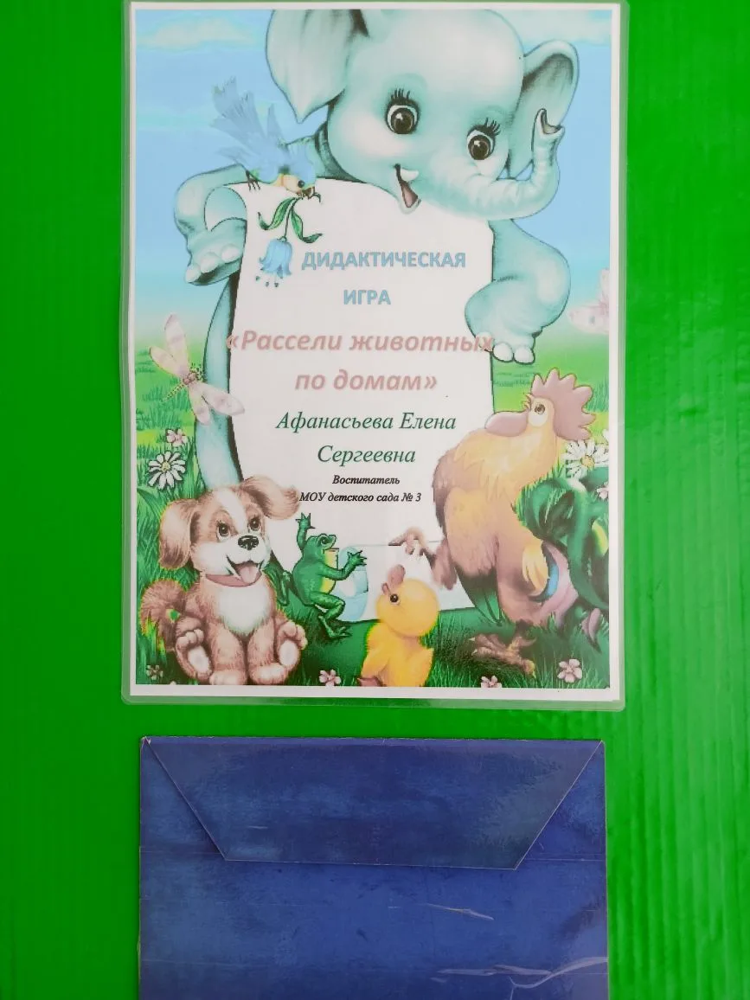 ДИДАКТИЧЕСКАЯ
ИГРА
«Рассели животных
по домам»
Афанасьева Елена
Сергеевна
Воспитатель
МОУ детского сада № 3